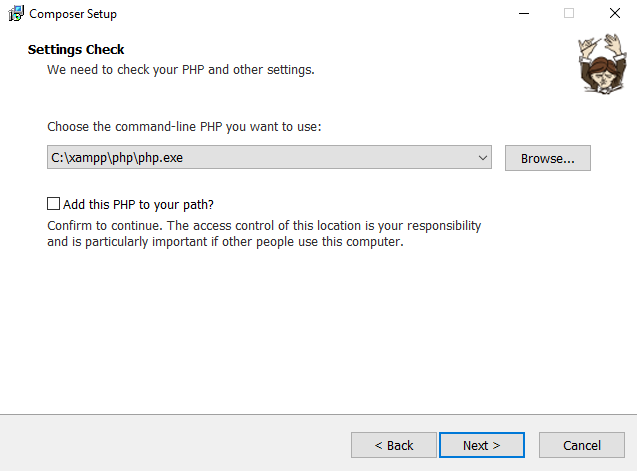 Composer Setup
Settings Check
We need to check your PHP and other settings.
Choose the command-line PHP you want to use:
C:\xampp\php\php.exe
Browse...
Add this PHP to your path?
Confirm to continue. The access control of this location is your responsibility
and is particularly important if other people use this computer.
< Back
Next >
Cancel